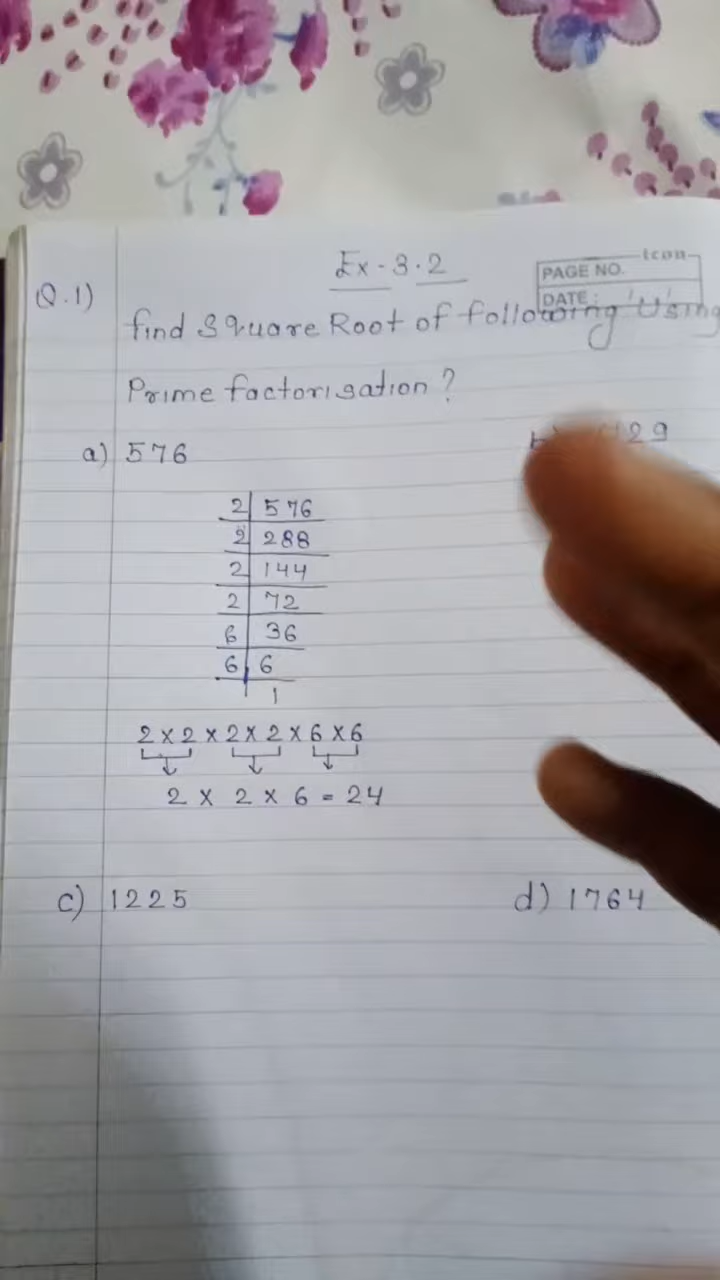 Ex-3.2
Icon
PAGE NO.
DATE:
Q.1) find Square Root of following Using
Prime factorisation?
a) 576
29
2 576
2 288
2 144
2 72
6 36
6 6
1
2 × 2 × 2 × 2 × 6 × 6
2 × 2 × 6 = 24
c) 1225
d) 1764